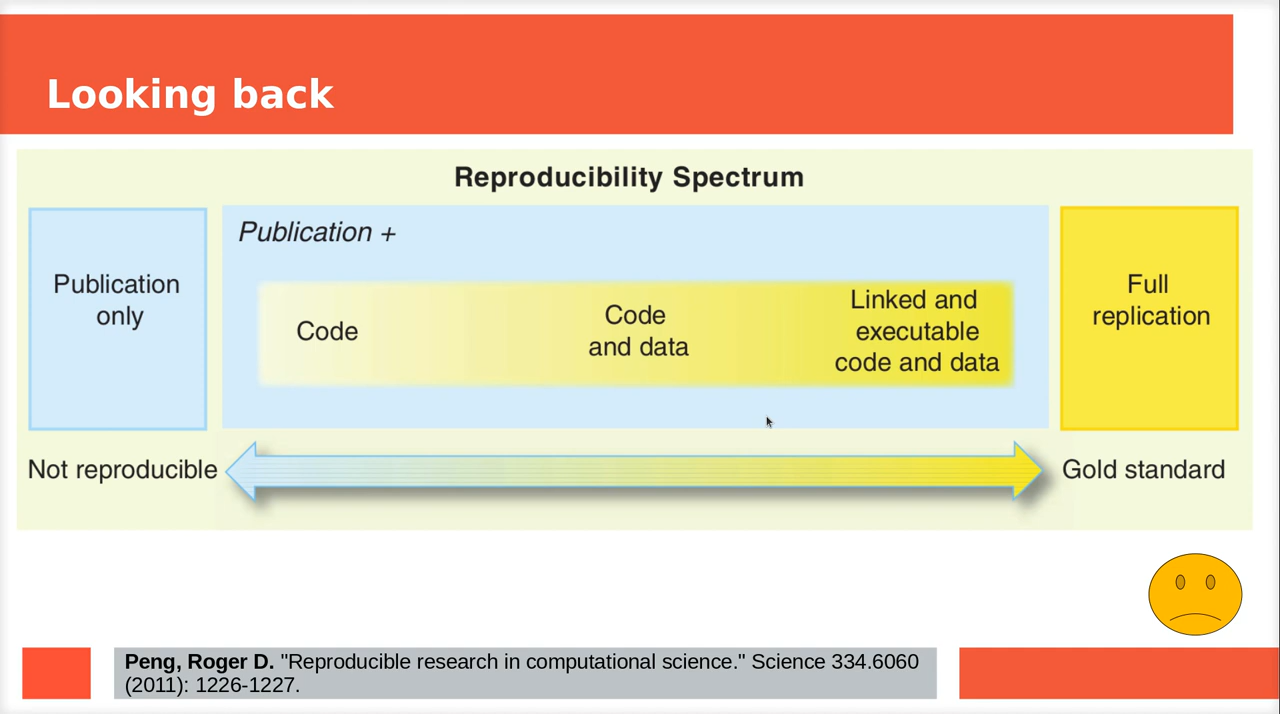 Looking back
Reproducibility Spectrum
Publication
only
Publication +
Code
Code
and data
Linked and
executable
code and data
Full
replication
Not reproducible
Gold standard
Peng, Roger D. "Reproducible research in computational science." Science 334.6060
(2011): 1226-1227.